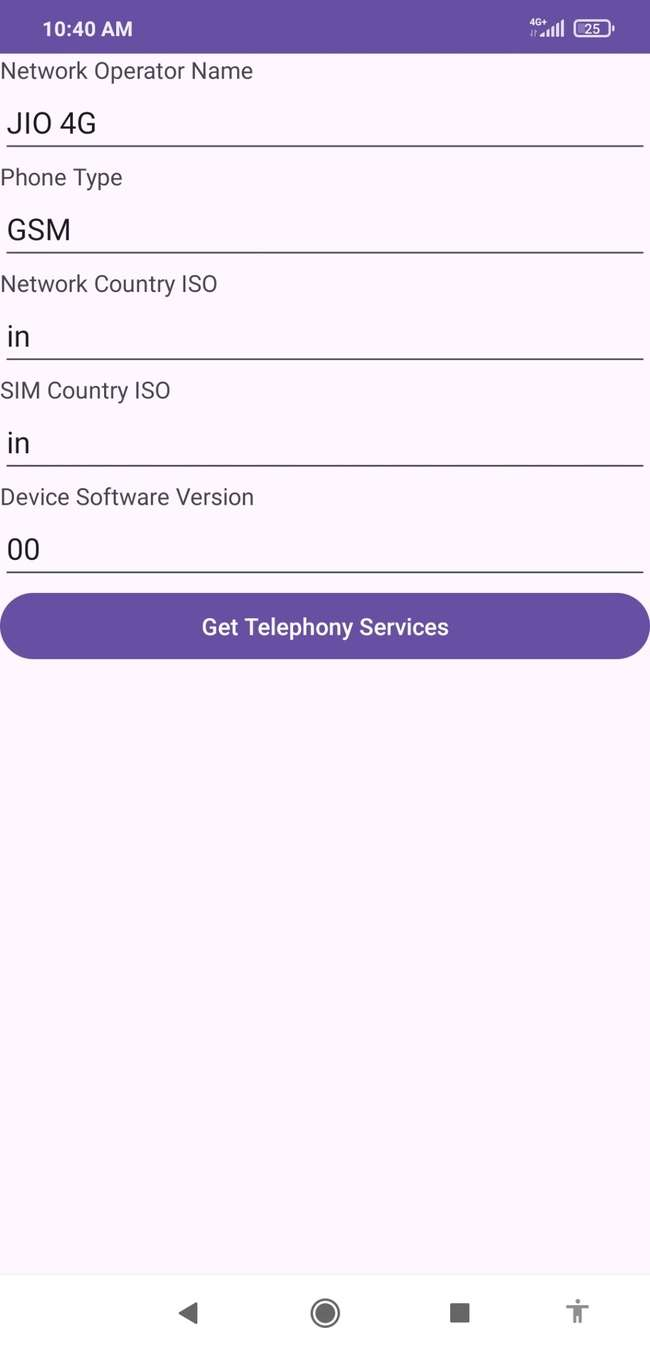 10:40 AM
4G+
25
Network Operator Name
JIO 4G
Phone Type
GSM
Network Country ISO
in
SIM Country ISO
in
Device Software Version
00
Get Telephony Services